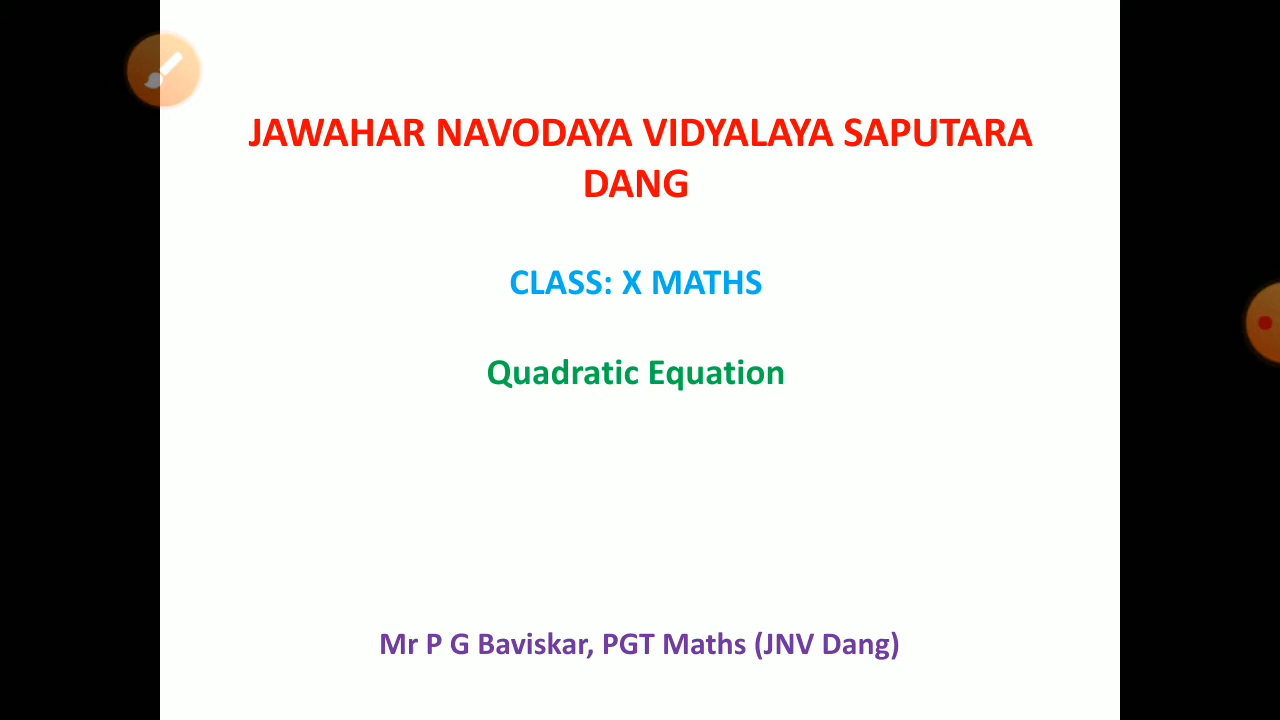 JAWAHAR NAVODAYA VIDYALAYA SAPUTARA
DANG
CLASS: X MATHS
Quadratic Equation
Mr P G Baviskar, PGT Maths (JNV Dang)